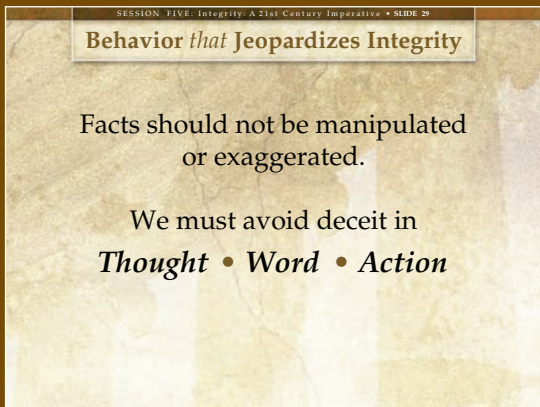 SESSION FIVE: Integrity: A 21st Century Imperative • SLIDE 29
Behavior that Jeopardizes Integrity
Facts should not be manipulated
or exaggerated.
We must avoid deceit in
Thought • Word • Action